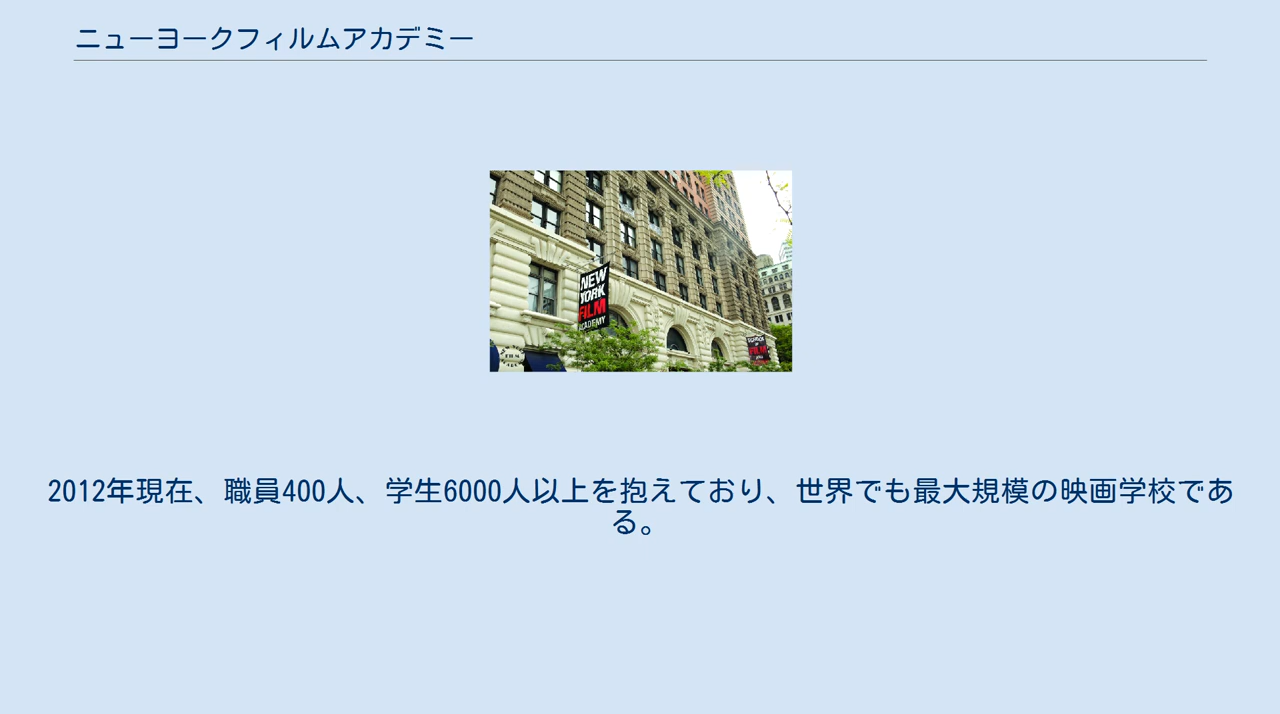 ニューヨークフィルムアカデミー
NEW
YORK
FILM
ACADEMY
FILM
2012年現在、職員400人、学生6000人以上を抱えており、世界でも最大規模の映画学校であ
る。